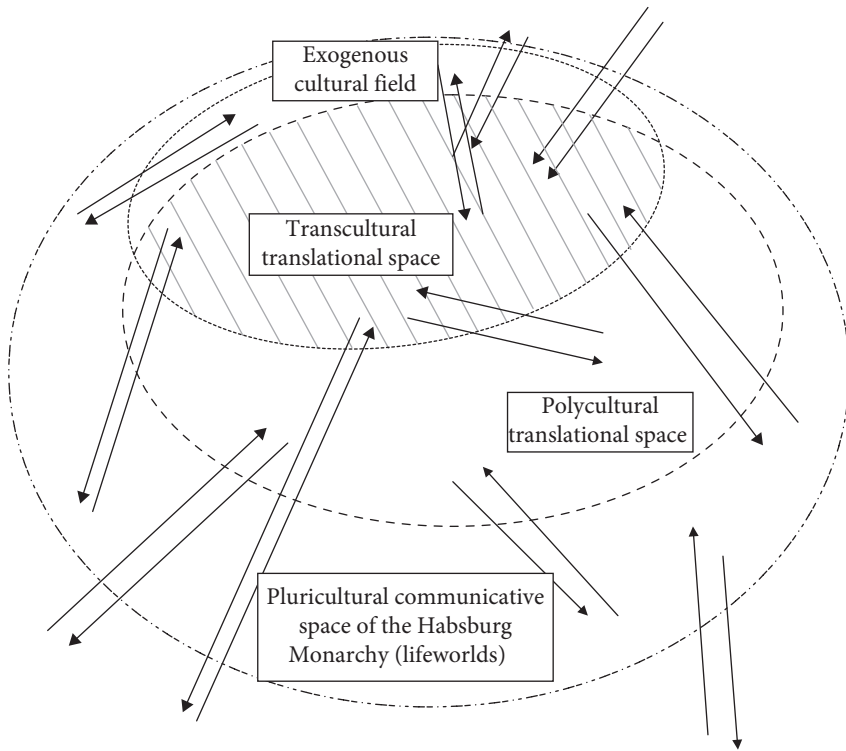 Exogenous
cultural field
Transcultural
translational space
Polycultural
translational space
Pluricultural communicative
space of the Habsburg
Monarchy (lifeworlds)